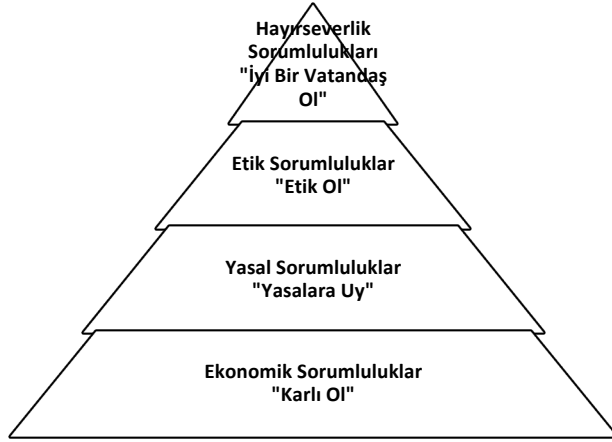 Hayırseverlik
Sorumlulukları
"İyi Bir Vatandaş
Ol"
Etik Sorumluluklar
"Etik Ol"
Yasal Sorumluluklar
"Yasalara Uy"
Ekonomik Sorumluluklar
"Karlı Ol"